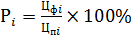 Pᵢ = Цфi / Цпi × 100%